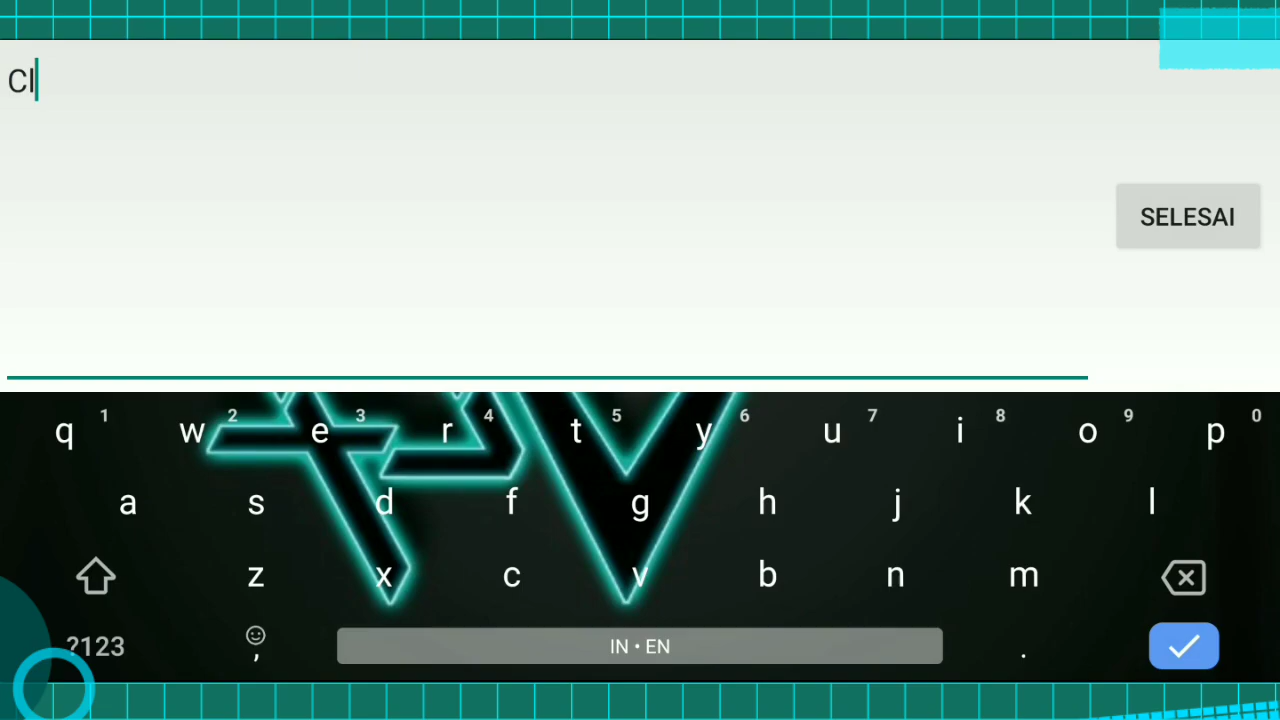 Cl
SELESAI
q 1 w 2 e 3 r 4 t 5 y 6 u 7 i 8 o 9 p 0
a s d f g h j k l
z x c v b n m
?123 , IN • EN .